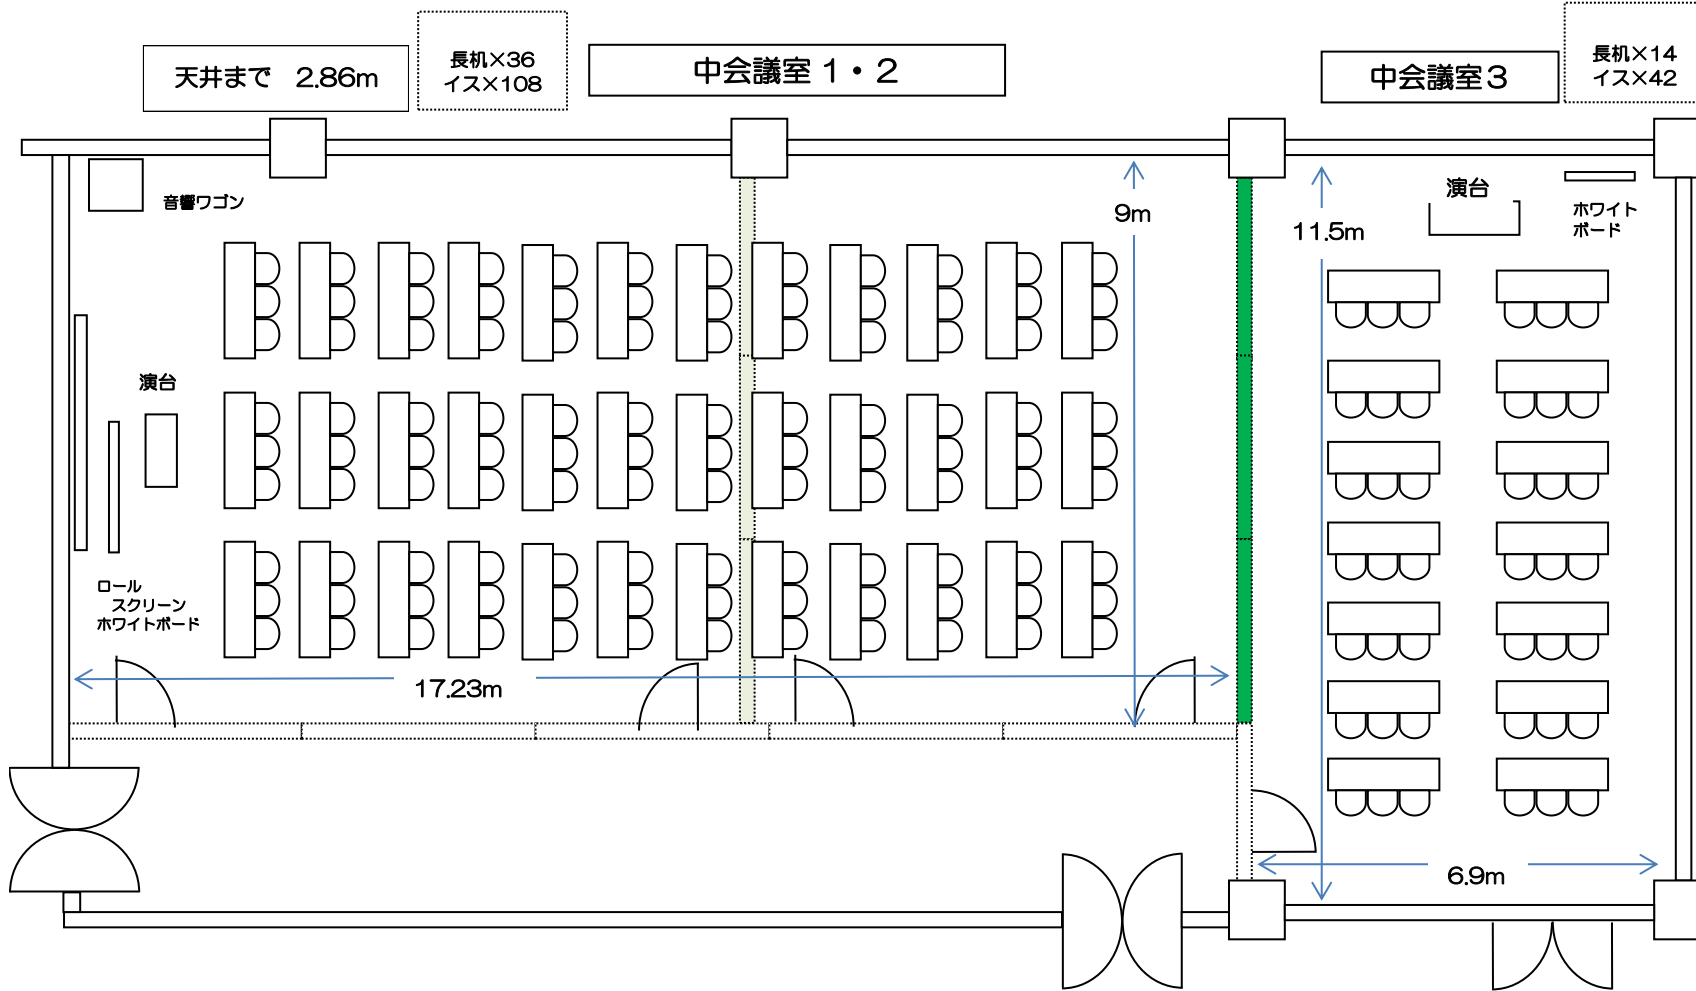 天井まで　2.86m
長机×36
イス×108
中会議室 1・2
中会議室３
長机×14
イス×42
音響ワゴン
9m
11.5m
演台
ホワイト
ボード
演台
ロール
スクリーン
ホワイトボード
17.23m
6.9m